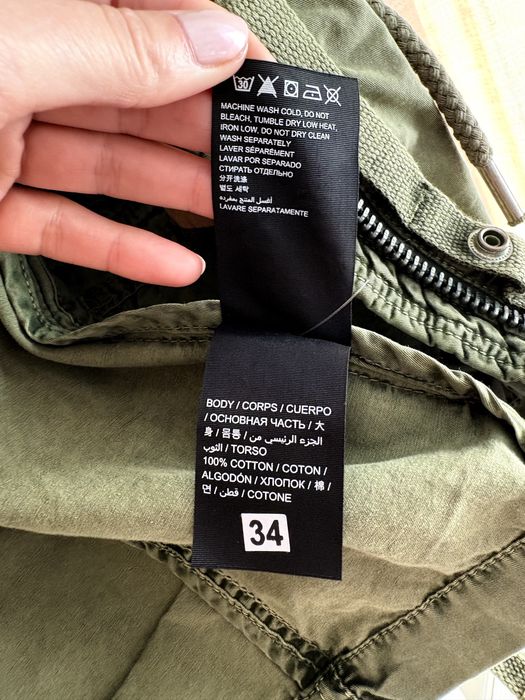 30
MACHINE WASH COLD, DO NOT
BLEACH, TUMBLE DRY LOW HEAT,
IRON LOW, DO NOT DRY CLEAN
WASH SEPARATELY
LAVER SÉPARÉMENT
LAVAR POR SEPARADO
СТИРАТЬ ОТДЕЛЬНО
分开洗涤
별도 세탁
أغسل المنتج بمفرده
LAVARE SEPARATAMENTE
BODY / CORPS / CUERPO
/ ОСНОВНАЯ ЧАСТЬ / 大
身 / 몸통 / الجزء الرئيسي من
الثوب / TORSO
100% COTTON / COTON /
ALGODÓN / ХЛОПОК / 棉 /
면 / قطن / COTONE
34